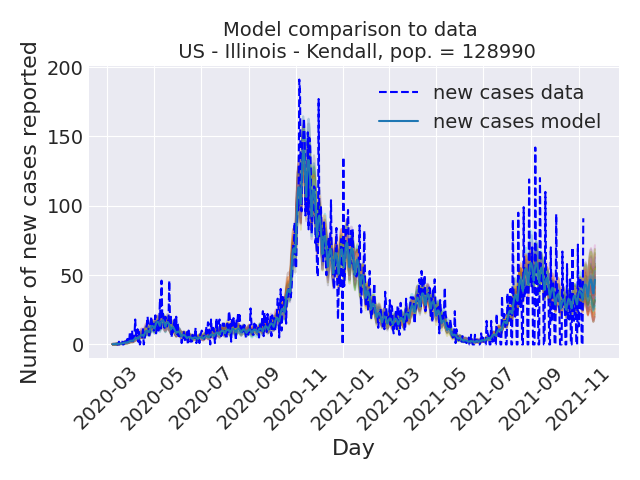 Model comparison to data
US - Illinois - Kendall, pop. = 128990
Number of new cases reported
200
150
100
50
0
new cases data
new cases model
2020-03
2020-05
2020-07
2020-09
2020-11
2021-01
2021-03
2021-05
2021-07
2021-09
2021-11
Day